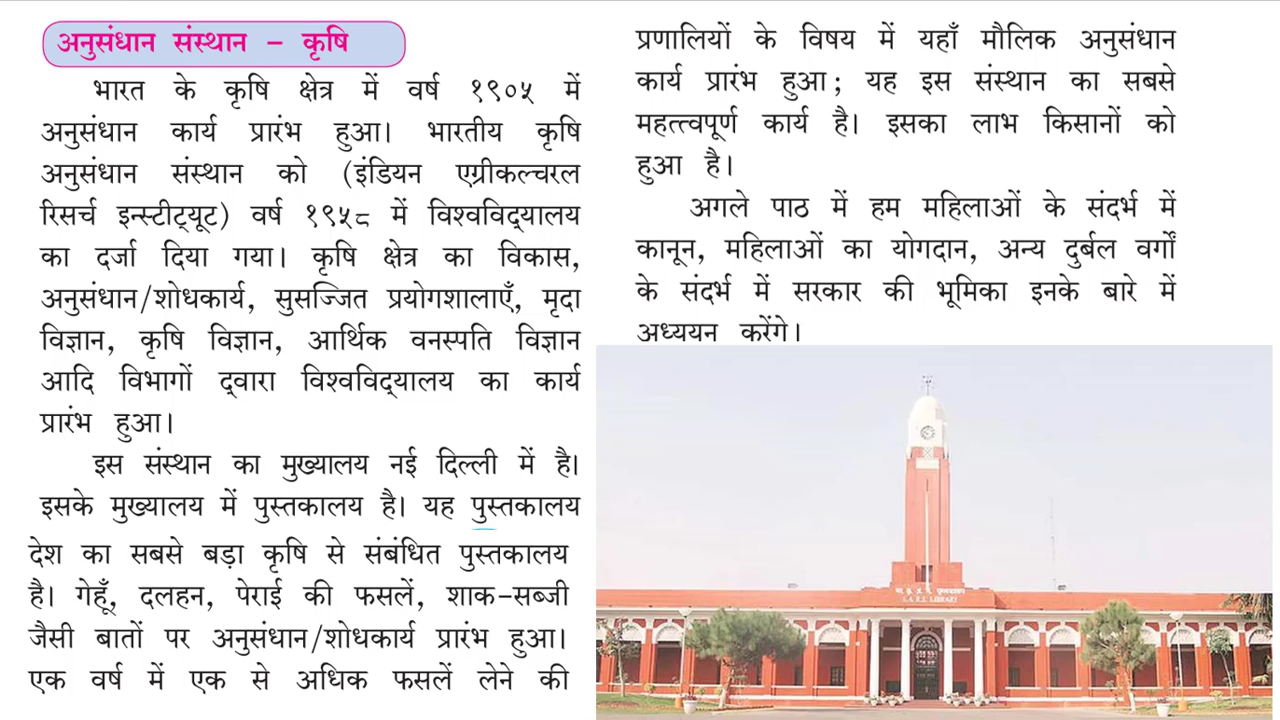 अनुसंधान संस्थान – कृषि
भारत के कृषि क्षेत्र में वर्ष १९०५ में
अनुसंधान कार्य प्रारंभ हुआ। भारतीय कृषि
अनुसंधान संस्थान को (इंडियन एग्रीकल्चरल
रिसर्च इन्स्टीट्यूट) वर्ष १९५८ में विश्वविद्यालय
का दर्जा दिया गया। कृषि क्षेत्र का विकास,
अनुसंधान/शोधकार्य, सुसज्जित प्रयोगशालाएँ, मृदा
विज्ञान, कृषि विज्ञान, आर्थिक वनस्पति विज्ञान
आदि विभागों द्वारा विश्वविद्यालय का कार्य
प्रारंभ हुआ।
इस संस्थान का मुख्यालय नई दिल्ली में है।
इसके मुख्यालय में पुस्तकालय है। यह पुस्तकालय
देश का सबसे बड़ा कृषि से संबंधित पुस्तकालय
है। गेहूँ, दलहन, पेराई की फसलें, शाक-सब्जी
जैसी बातों पर अनुसंधान/शोधकार्य प्रारंभ हुआ।
एक वर्ष में एक से अधिक फसलें लेने की
प्रणालियों के विषय में यहाँ मौलिक अनुसंधान
कार्य प्रारंभ हुआ; यह इस संस्थान का सबसे
महत्त्वपूर्ण कार्य है। इसका लाभ किसानों को
हुआ है।
अगले पाठ में हम महिलाओं के संदर्भ में
कानून, महिलाओं का योगदान, अन्य दुर्बल वर्गों
के संदर्भ में सरकार की भूमिका इनके बारे में
अध्ययन करेंगे।
I.A.R.I. LIBRARY